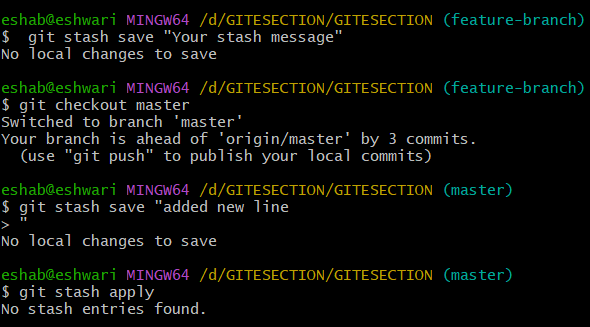 eshab@eshwari MINGW64 /d/GITESECTION/GITESECTION (feature-branch)
$  git stash save "Your stash message"
No local changes to save
eshab@eshwari MINGW64 /d/GITESECTION/GITESECTION (feature-branch)
$ git checkout master
Switched to branch 'master'
Your branch is ahead of 'origin/master' by 3 commits.
  (use "git push" to publish your local commits)
eshab@eshwari MINGW64 /d/GITESECTION/GITESECTION (master)
$ git stash save "added new line
> "
No local changes to save
eshab@eshwari MINGW64 /d/GITESECTION/GITESECTION (master)
$ git stash apply
No stash entries found.